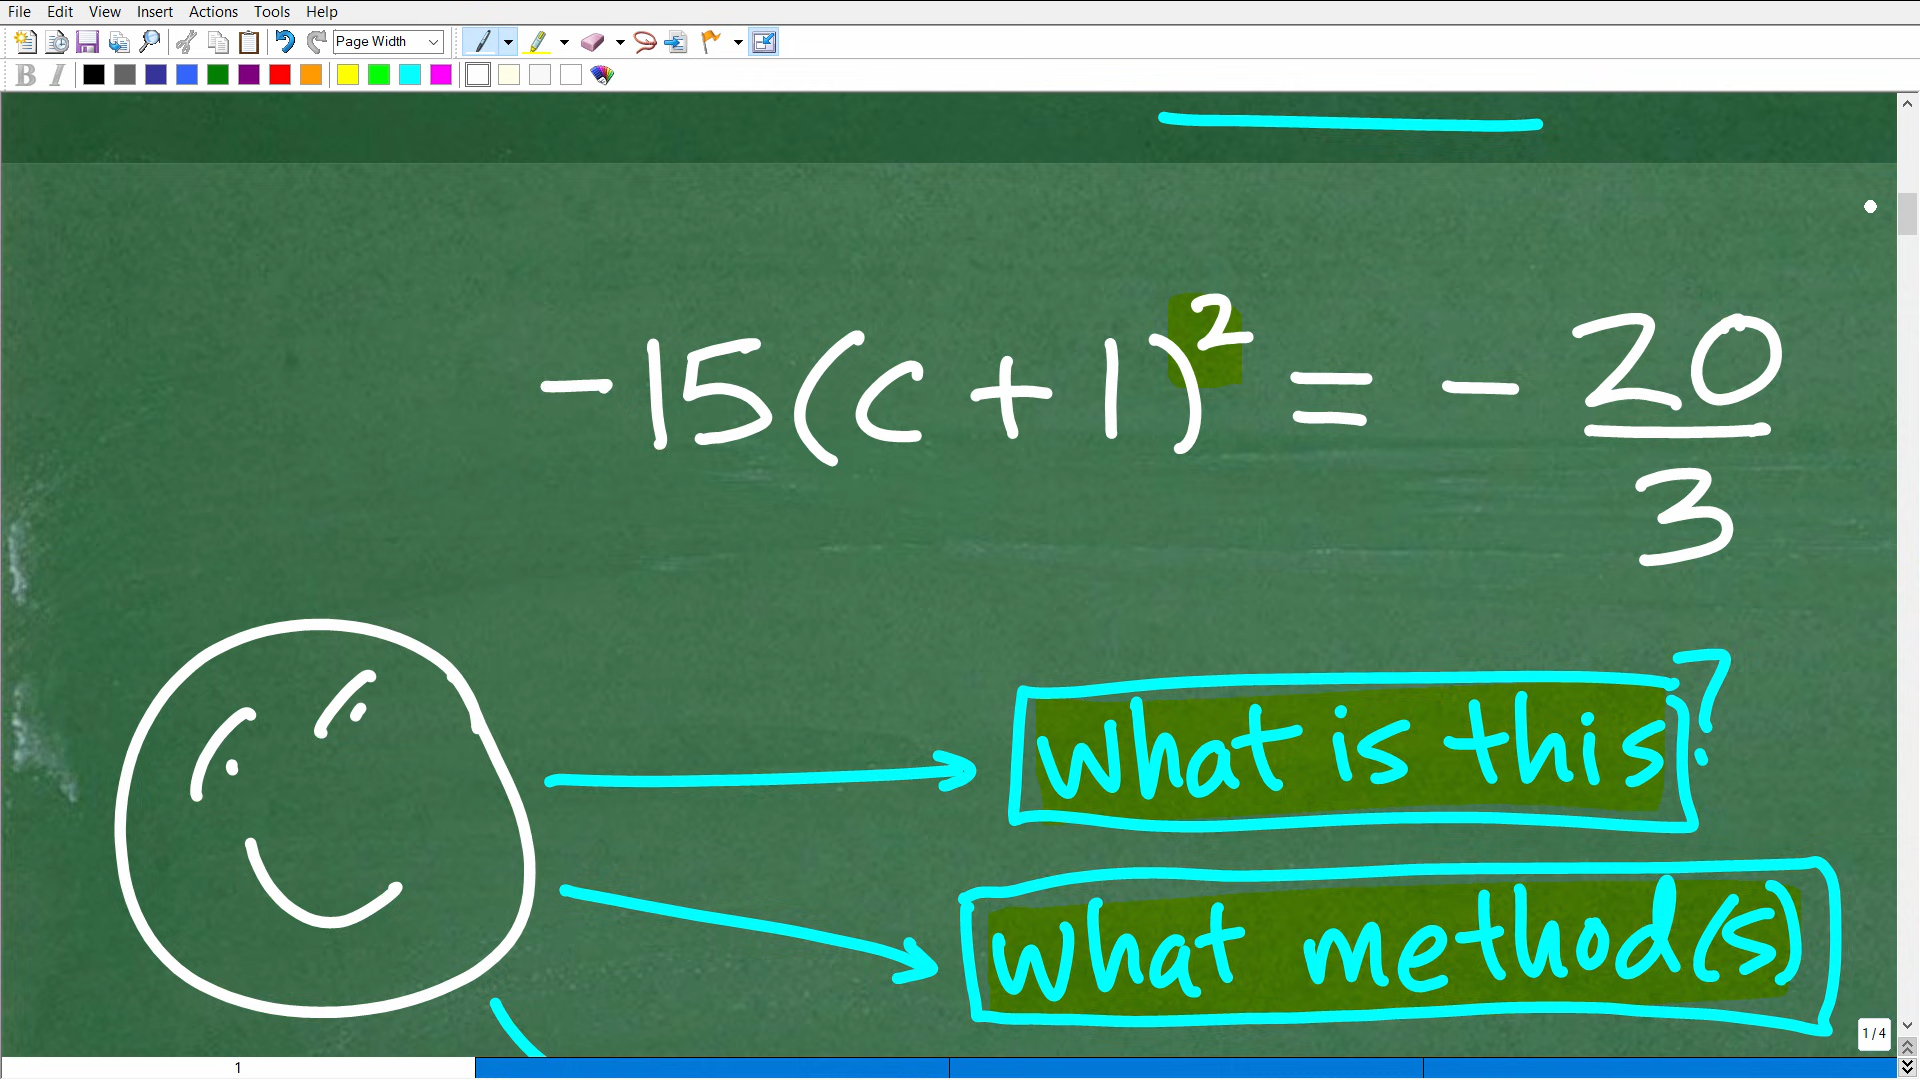 File Edit View Insert Actions Tools Help
Page Width
B I
-15(c+1)² = -20/3
What is this?
What method(s)
1 / 4
1